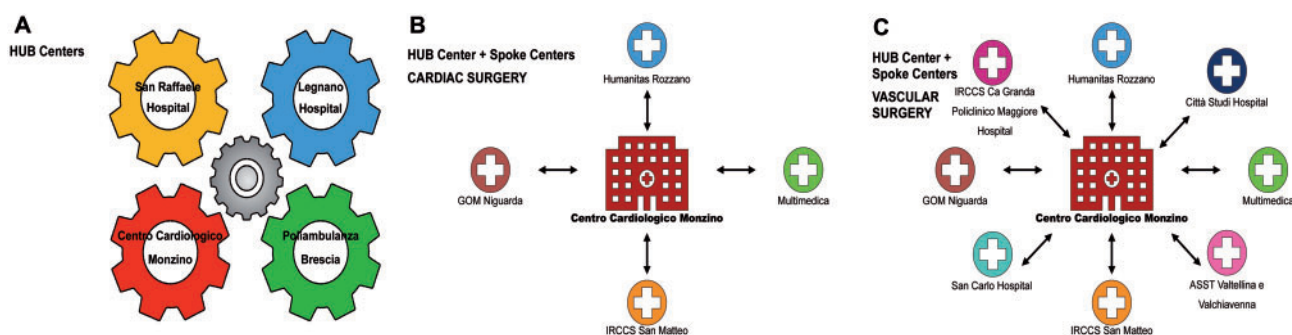 A
HUB Centers
San Raffaele
Hospital
Legnano
Hospital
Centro Cardiologico
Monzino
Poliambulanza
Brescia
B
HUB Center + Spoke Centers
CARDIAC SURGERY
Humanitas Rozzano
GOM Niguarda
Centro Cardiologico Monzino
Multimedica
IRCCS San Matteo
C
HUB Center +
Spoke Centers
VASCULAR
SURGERY
IRCCS Ca Granda
Policlinico Maggiore
Hospital
Humanitas Rozzano
Città Studi Hospital
GOM Niguarda
Centro Cardiologico Monzino
Multimedica
San Carlo Hospital
IRCCS San Matteo
ASST Valtellina e
Valchiavenna